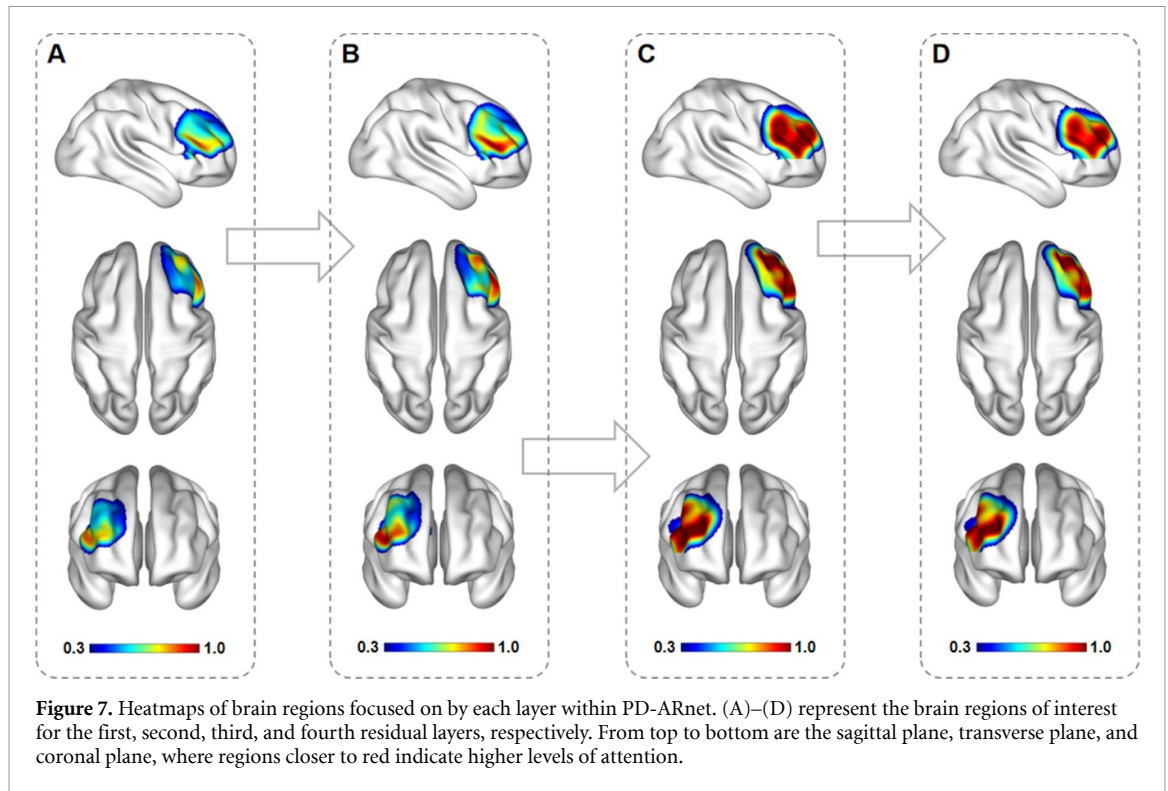 A
B
C
D
0.3 1.0
0.3 1.0
0.3 1.0
0.3 1.0
Figure 7. Heatmaps of brain regions focused on by each layer within PD-ARnet. (A)–(D) represent the brain regions of interest
for the first, second, third, and fourth residual layers, respectively. From top to bottom are the sagittal plane, transverse plane, and
coronal plane, where regions closer to red indicate higher levels of attention.